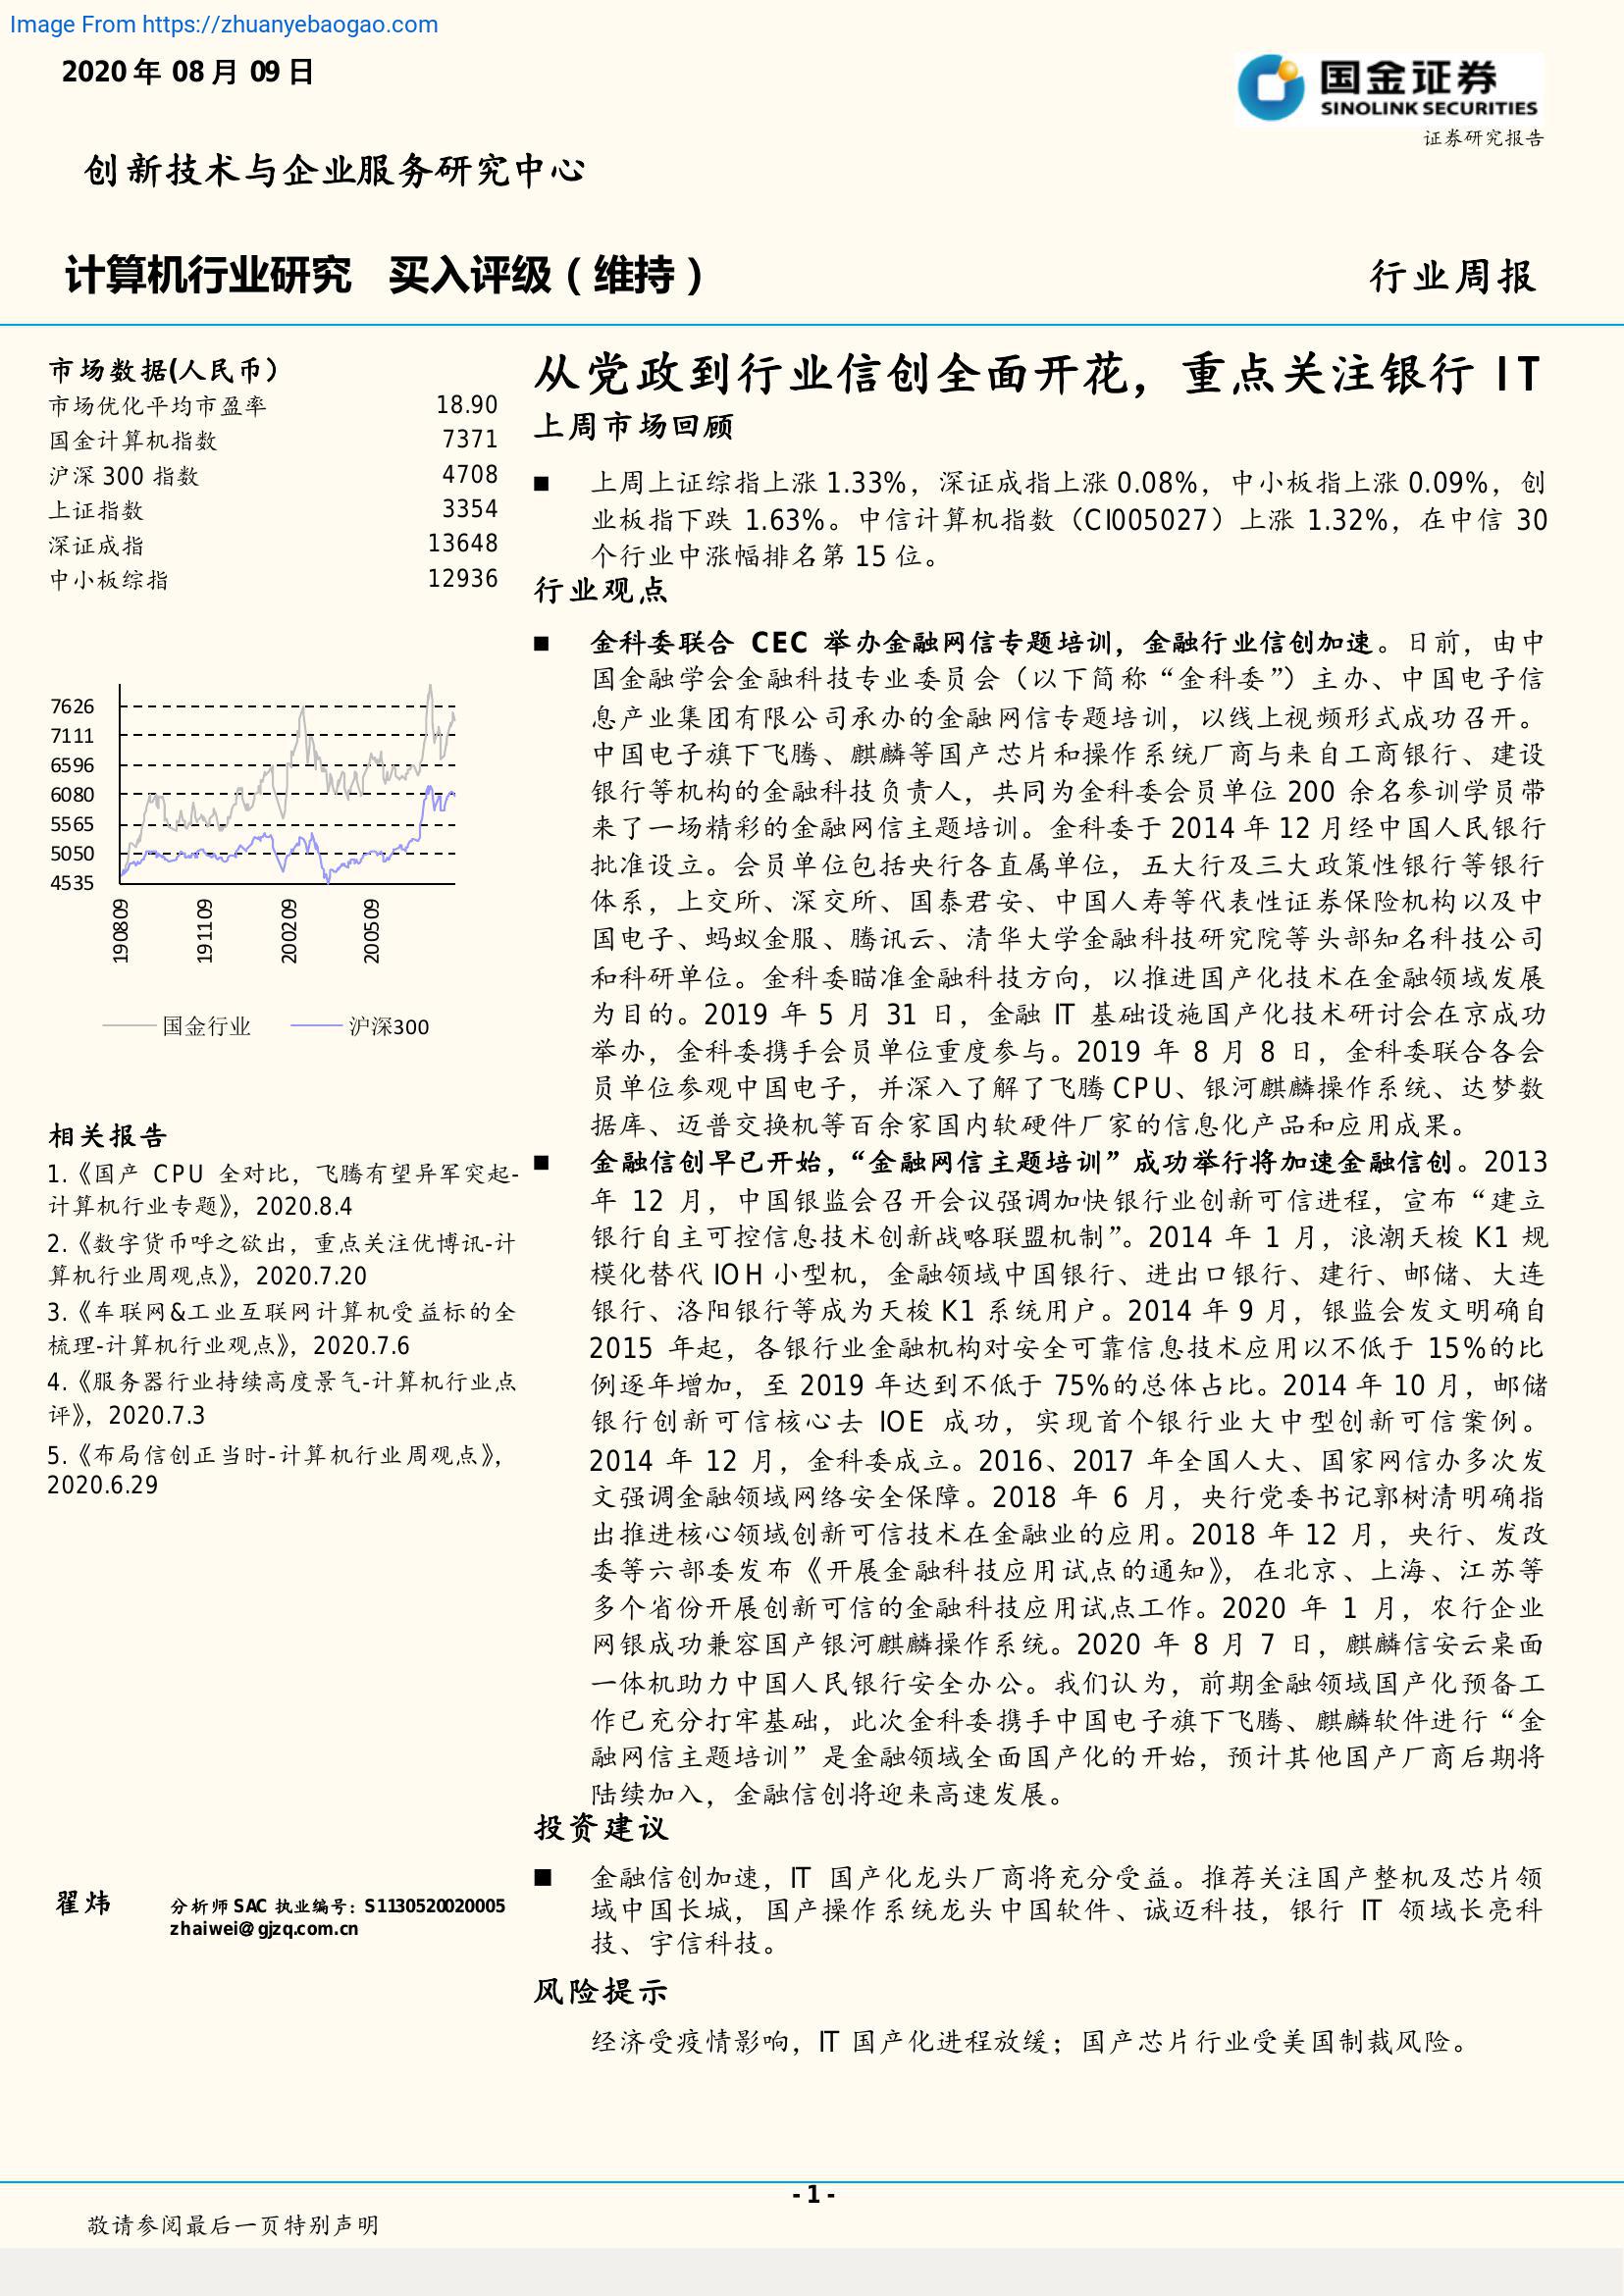 Image From https://zhuanyebaogao.com
2020 年 08 月 09 日
国金证券
SINOLINK SECURITIES
证券研究报告
创新技术与企业服务研究中心
计算机行业研究 买入评级（维持）
行业周报
市场数据(人民币）
市场优化平均市盈率 18.90
国金计算机指数 7371
沪深 300 指数 4708
上证指数 3354
深证成指 13648
中小板综指 12936
7626
7111
6596
6080
5565
5050
4535
190809
191109
200209
200509
国金行业 沪深300
相关报告
1.《国产 CPU 全对比，飞腾有望异军突起-
计算机行业专题》，2020.8.4
2.《数字货币呼之欲出，重点关注优博讯-计
算机行业周观点》，2020.7.20
3.《车联网&工业互联网计算机受益标的全
梳理-计算机行业观点》，2020.7.6
4.《服务器行业持续高度景气-计算机行业点
评》，2020.7.3
5.《布局信创正当时-计算机行业周观点》，
2020.6.29
翟炜 分析师 SAC 执业编号：S1130520020005
zhaiwei@gjzq.com.cn
从党政到行业信创全面开花，重点关注银行 IT
上周市场回顾
■ 上周上证综指上涨 1.33%，深证成指上涨 0.08%，中小板指上涨 0.09%，创
业板指下跌 1.63%。中信计算机指数（CI005027）上涨 1.32%，在中信 30
个行业中涨幅排名第 15 位。
行业观点
■ 金科委联合 CEC 举办金融网信专题培训，金融行业信创加速。日前，由中
国金融学会金融科技专业委员会（以下简称“金科委”）主办、中国电子信
息产业集团有限公司承办的金融网信专题培训，以线上视频形式成功召开。
中国电子旗下飞腾、麒麟等国产芯片和操作系统厂商与来自工商银行、建设
银行等机构的金融科技负责人，共同为金科委会员单位 200 余名参训学员带
来了一场精彩的金融网信主题培训。金科委于 2014 年 12 月经中国人民银行
批准设立。会员单位包括央行各直属单位，五大行及三大政策性银行等银行
体系，上交所、深交所、国泰君安、中国人寿等代表性证券保险机构以及中
国电子、蚂蚁金服、腾讯云、清华大学金融科技研究院等头部知名科技公司
和科研单位。金科委瞄准金融科技方向，以推进国产化技术在金融领域发展
为目的。2019 年 5 月 31 日，金融 IT 基础设施国产化技术研讨会在京成功
举办，金科委携手会员单位重度参与。2019 年 8 月 8 日，金科委联合各会
员单位参观中国电子，并深入了解了飞腾 CPU、银河麒麟操作系统、达梦数
据库、迈普交换机等百余家国内软硬件厂家的信息化产品和应用成果。
■ 金融信创早已开始，“金融网信主题培训”成功举行将加速金融信创。2013
年 12 月，中国银监会召开会议强调加快银行业创新可信进程，宣布“建立
银行自主可控信息技术创新战略联盟机制”。2014 年 1 月，浪潮天梭 K1 规
模化替代 IOH 小型机，金融领域中国银行、进出口银行、建行、邮储、大连
银行、洛阳银行等成为天梭 K1 系统用户。2014 年 9 月，银监会发文明确自
2015 年起，各银行业金融机构对安全可靠信息技术应用以不低于 15%的比
例逐年增加，至 2019 年达到不低于 75%的总体占比。2014 年 10 月，邮储
银行创新可信核心去 IOE 成功，实现首个银行业大中型创新可信案例。
2014 年 12 月，金科委成立。2016、2017 年全国人大、国家网信办多次发
文强调金融领域网络安全保障。2018 年 6 月，央行党委书记郭树清明确指
出推进核心领域创新可信技术在金融业的应用。2018 年 12 月，央行、发改
委等六部委发布《开展金融科技应用试点的通知》，在北京、上海、江苏等
多个省份开展创新可信的金融科技应用试点工作。2020 年 1 月，农行企业
网银成功兼容国产银河麒麟操作系统。2020 年 8 月 7 日，麒麟信安云桌面
一体机助力中国人民银行安全办公。我们认为，前期金融领域国产化预备工
作已充分打牢基础，此次金科委携手中国电子旗下飞腾、麒麟软件进行“金
融网信主题培训”是金融领域全面国产化的开始，预计其他国产厂商后期将
陆续加入，金融信创将迎来高速发展。
投资建议
■ 金融信创加速，IT 国产化龙头厂商将充分受益。推荐关注国产整机及芯片领
域中国长城，国产操作系统龙头中国软件、诚迈科技，银行 IT 领域长亮科
技、宇信科技。
风险提示
经济受疫情影响，IT 国产化进程放缓；国产芯片行业受美国制裁风险。
- 1 -
敬请参阅最后一页特别声明